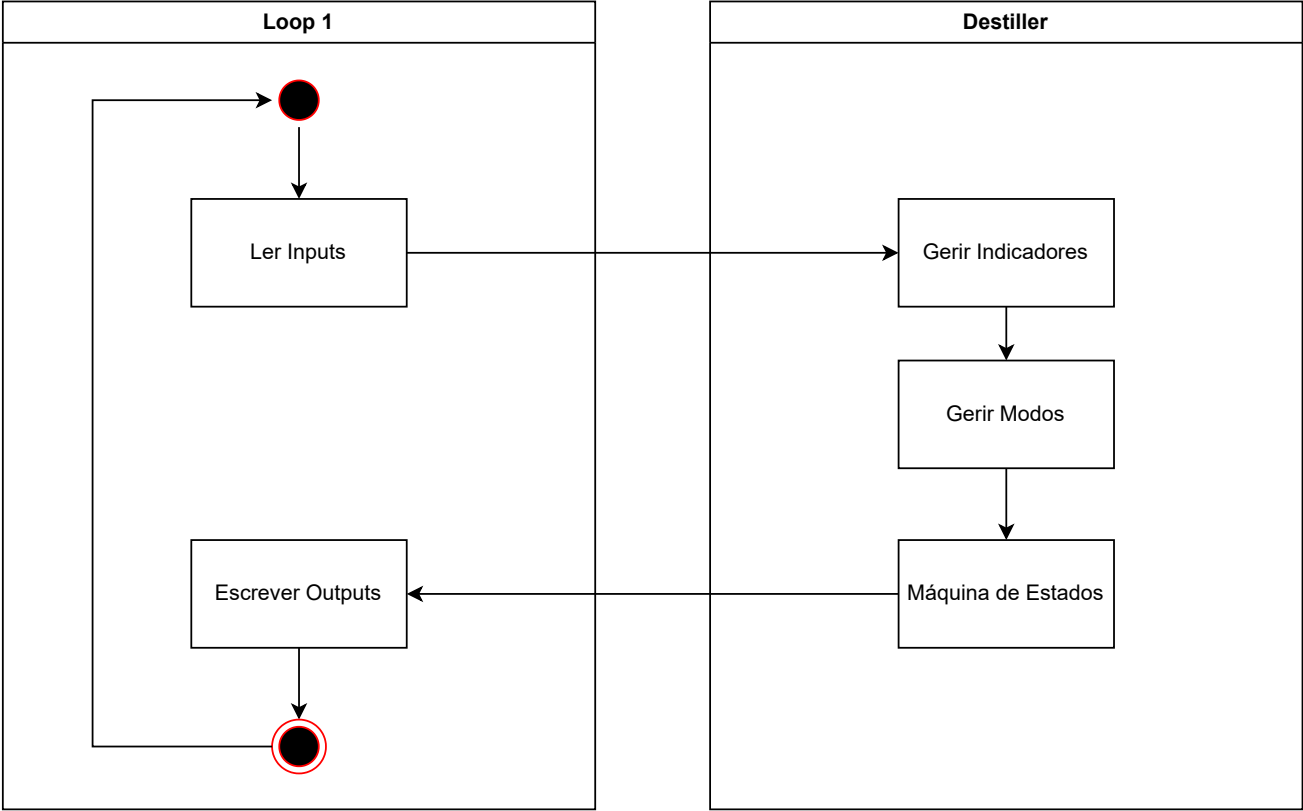 Loop 1
Destiller
Ler Inputs
Gerir Indicadores
Gerir Modos
Escrever Outputs
Máquina de Estados